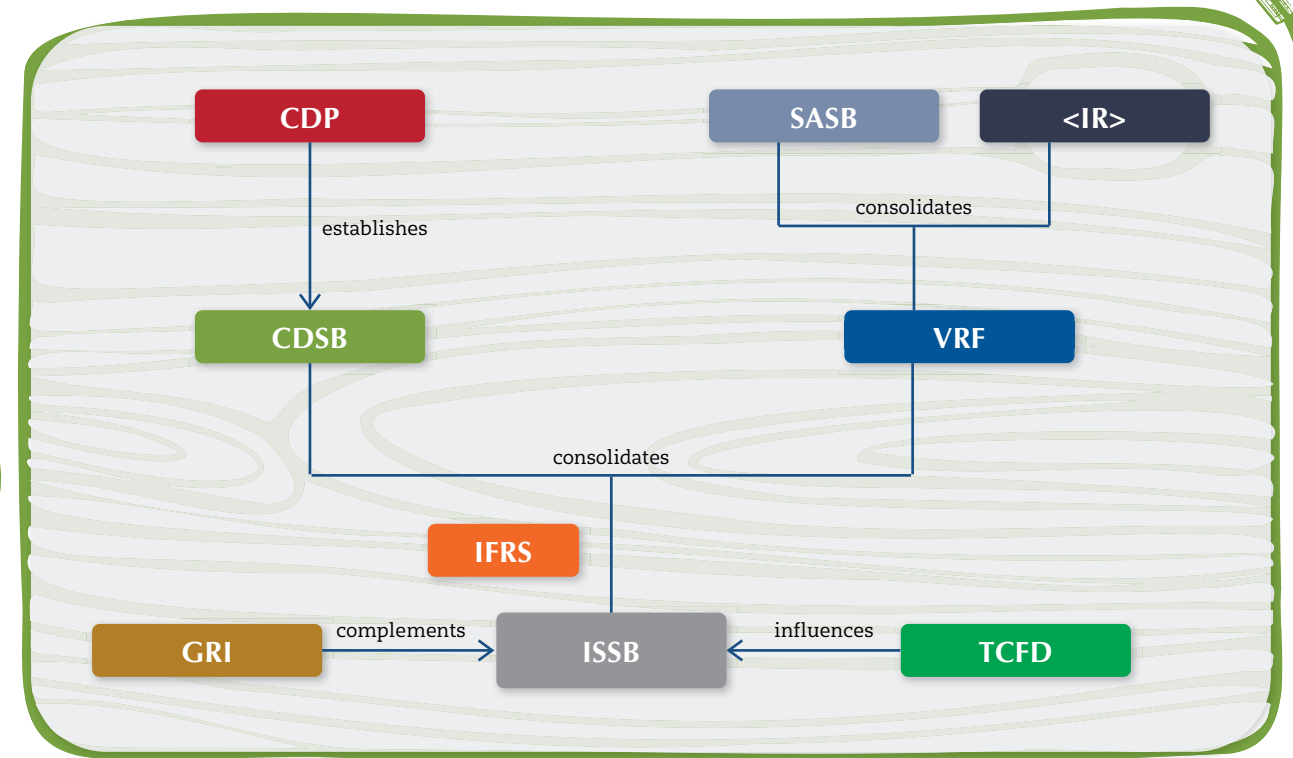 CDP
SASB
<IR>
consolidates
establishes
CDSB
VRF
consolidates
IFRS
complements
influences
GRI
ISSB
TCFD